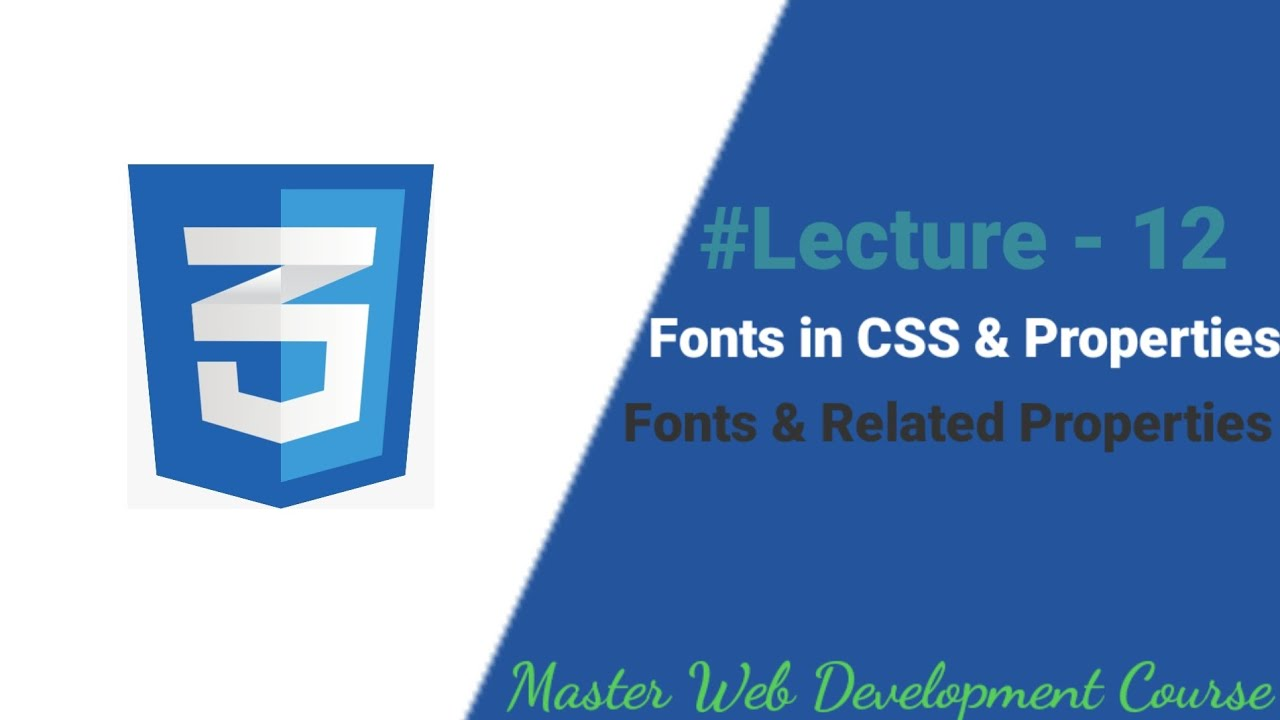 #Lecture - 12
Fonts in CSS & Properties
Fonts & Related Properties
Master Web Development Course